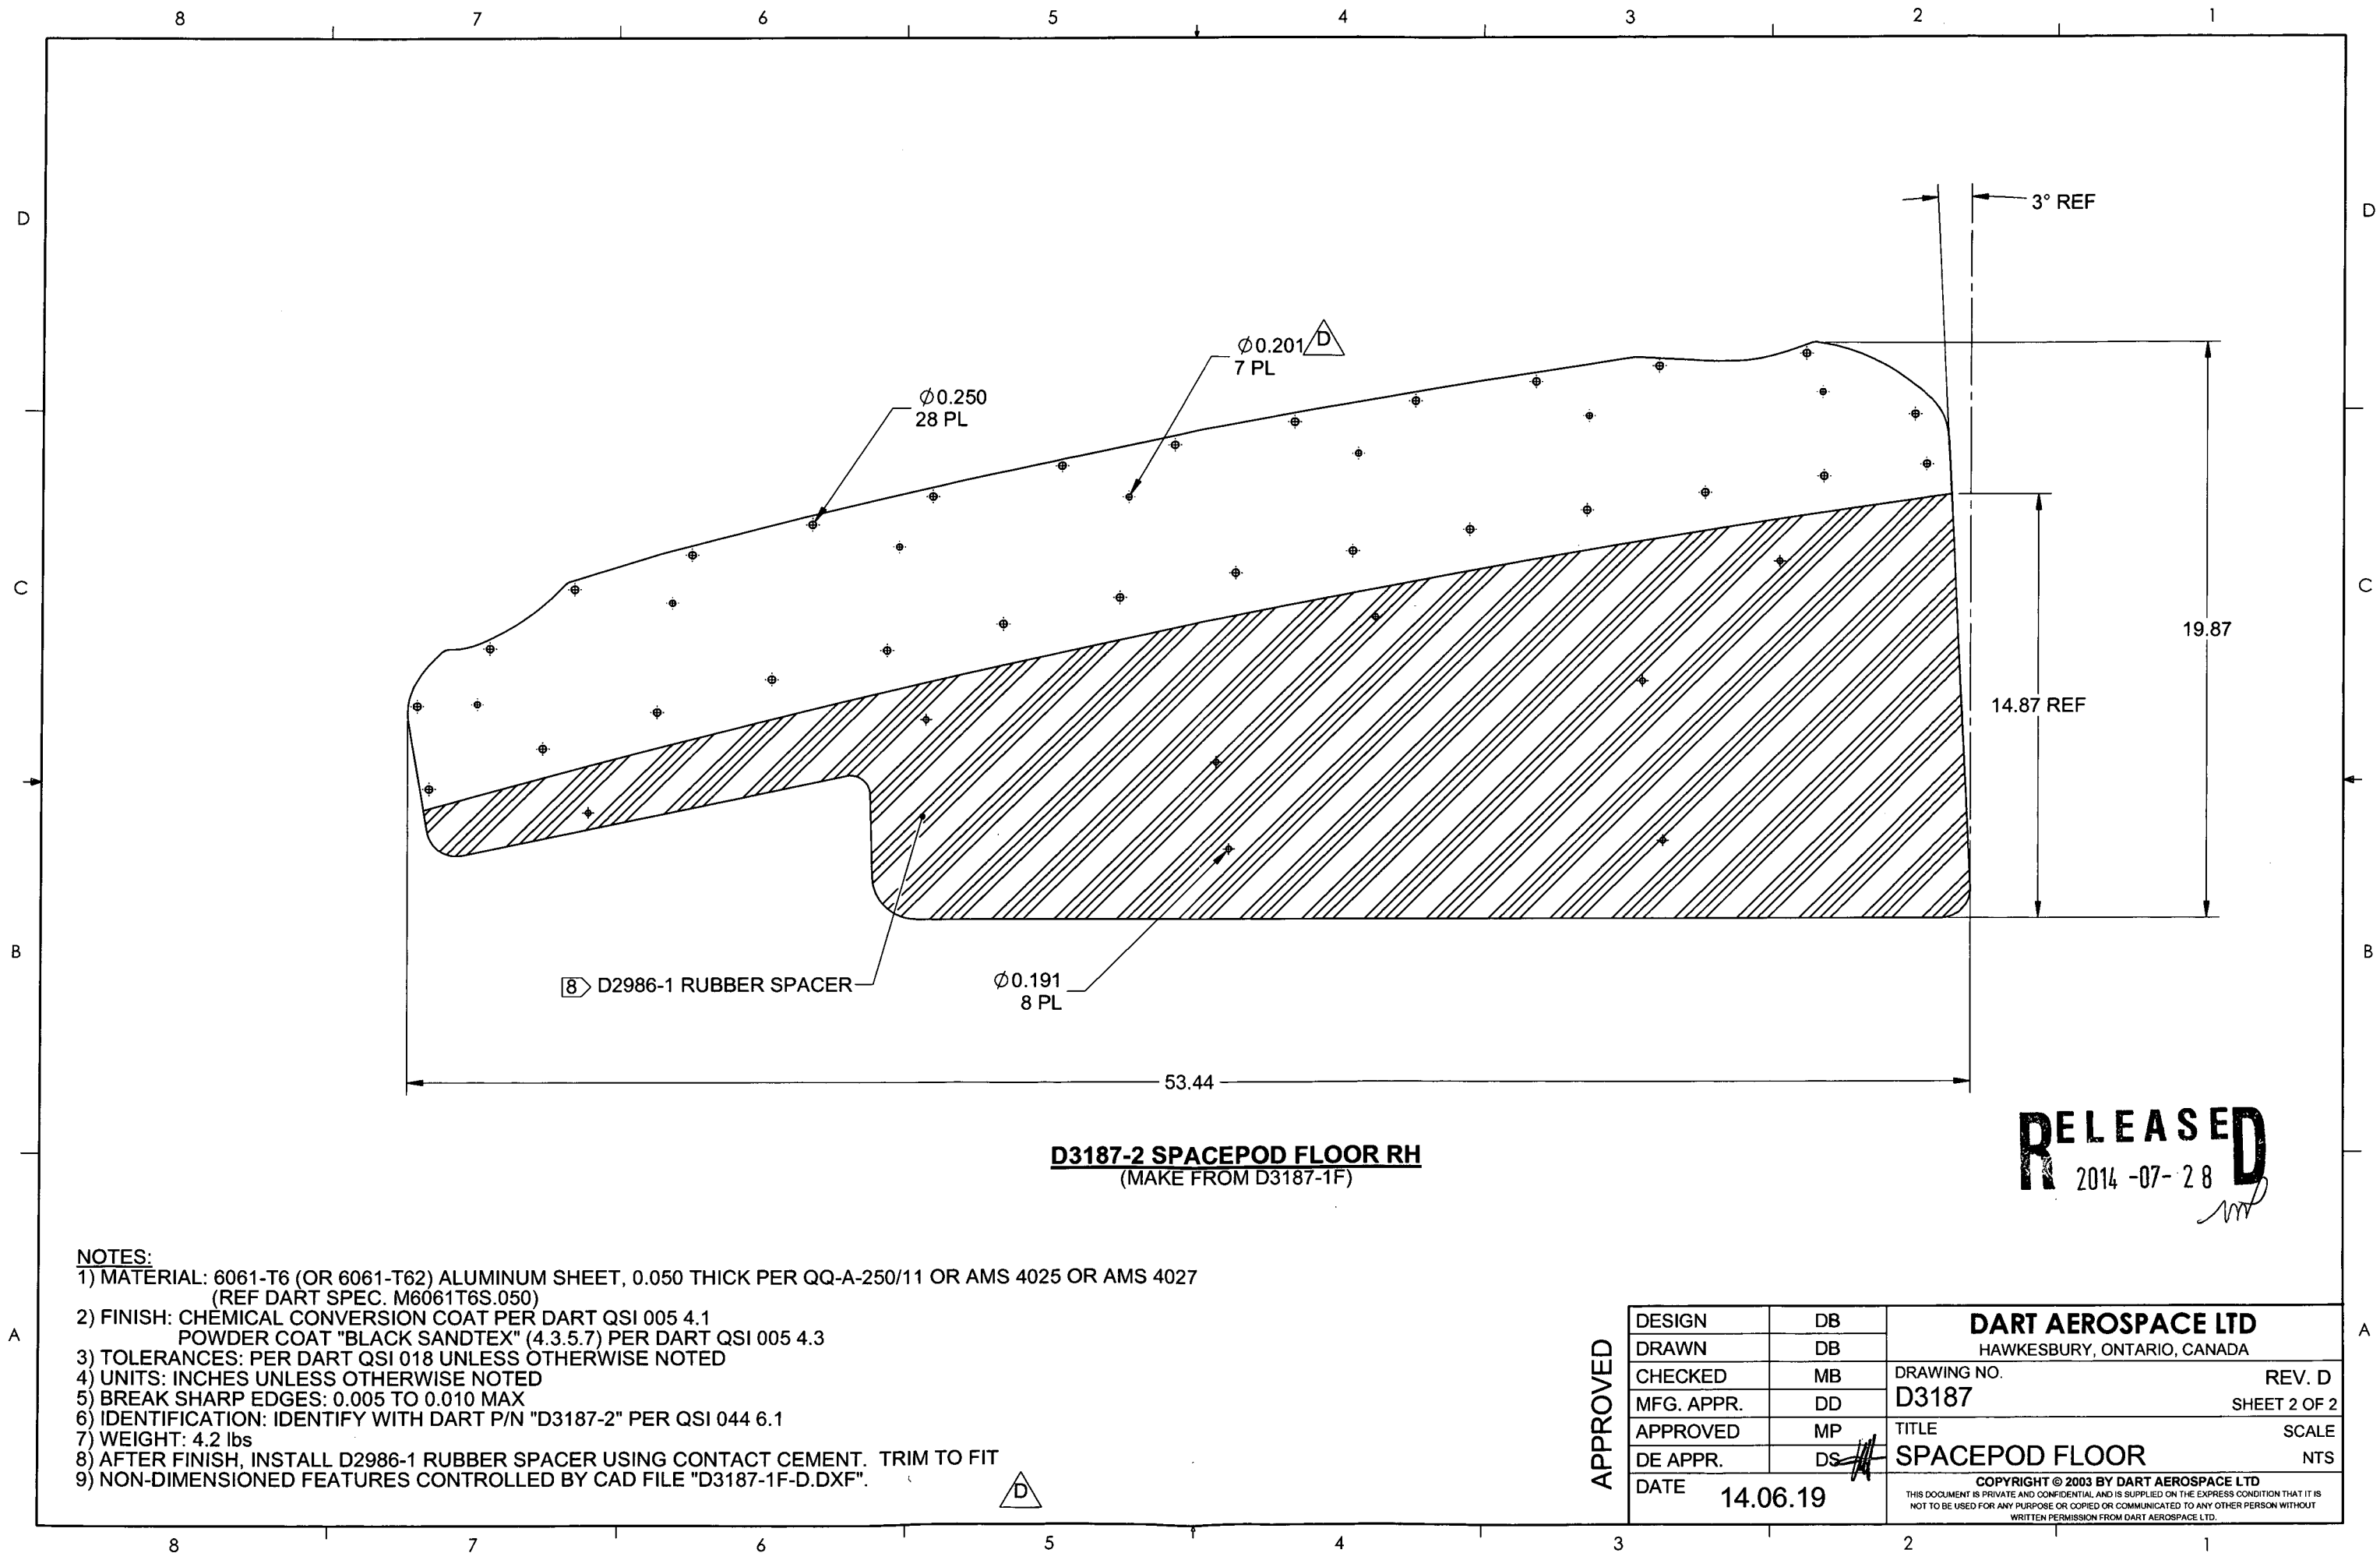 8 7 6 5 4 3 2 1
D D
3° REF
Ø0.201 D
7 PL
Ø0.250
28 PL
C C
19.87
14.87 REF
B B
8 D2986-1 RUBBER SPACER
Ø0.191
8 PL
53.44
D3187-2 SPACEPOD FLOOR RH
(MAKE FROM D3187-1F)
RELEASED
2014-07-28
NOTES:
1) MATERIAL: 6061-T6 (OR 6061-T62) ALUMINUM SHEET, 0.050 THICK PER QQ-A-250/11 OR AMS 4025 OR AMS 4027
(REF DART SPEC. M6061T6S.050)
2) FINISH: CHEMICAL CONVERSION COAT PER DART QSI 005 4.1
POWDER COAT "BLACK SANDTEX" (4.3.5.7) PER DART QSI 005 4.3
3) TOLERANCES: PER DART QSI 018 UNLESS OTHERWISE NOTED
4) UNITS: INCHES UNLESS OTHERWISE NOTED
5) BREAK SHARP EDGES: 0.005 TO 0.010 MAX
6) IDENTIFICATION: IDENTIFY WITH DART P/N "D3187-2" PER QSI 044 6.1
7) WEIGHT: 4.2 lbs
8) AFTER FINISH, INSTALL D2986-1 RUBBER SPACER USING CONTACT CEMENT. TRIM TO FIT
9) NON-DIMENSIONED FEATURES CONTROLLED BY CAD FILE "D3187-1F-D.DXF".
D
A A
APPROVED
DESIGN DB
DRAWN DB
CHECKED MB
MFG. APPR. DD
APPROVED MP
DE APPR. DS
DATE 14.06.19
DART AEROSPACE LTD
HAWKESBURY, ONTARIO, CANADA
DRAWING NO. REV. D
D3187 SHEET 2 OF 2
TITLE SCALE
SPACEPOD FLOOR NTS
COPYRIGHT © 2003 BY DART AEROSPACE LTD
THIS DOCUMENT IS PRIVATE AND CONFIDENTIAL AND IS SUPPLIED ON THE EXPRESS CONDITION THAT IT IS
NOT TO BE USED FOR ANY PURPOSE OR COPIED OR COMMUNICATED TO ANY OTHER PERSON WITHOUT
WRITTEN PERMISSION FROM DART AEROSPACE LTD.
8 7 6 5 4 3 2 1